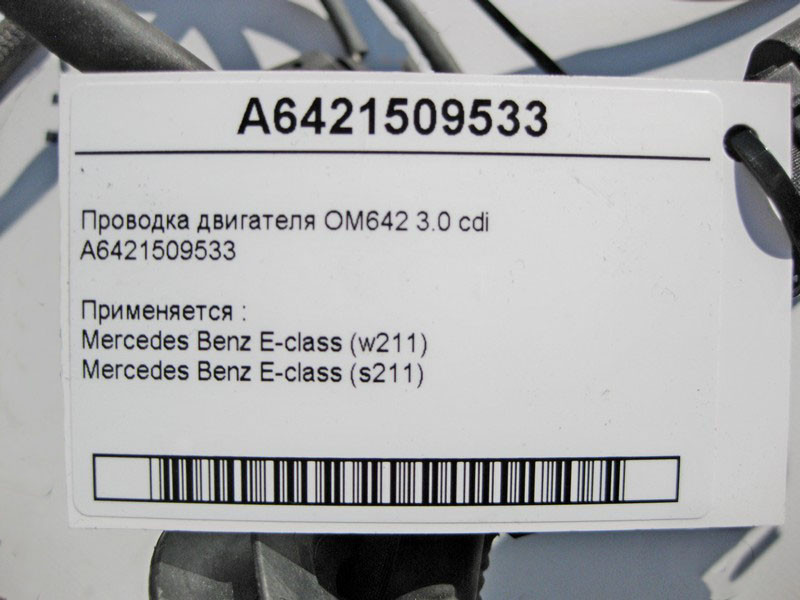 A6421509533
Проводка двигателя OM642 3.0 cdi
A6421509533
Применяется :
Mercedes Benz E-class (w211)
Mercedes Benz E-class (s211)